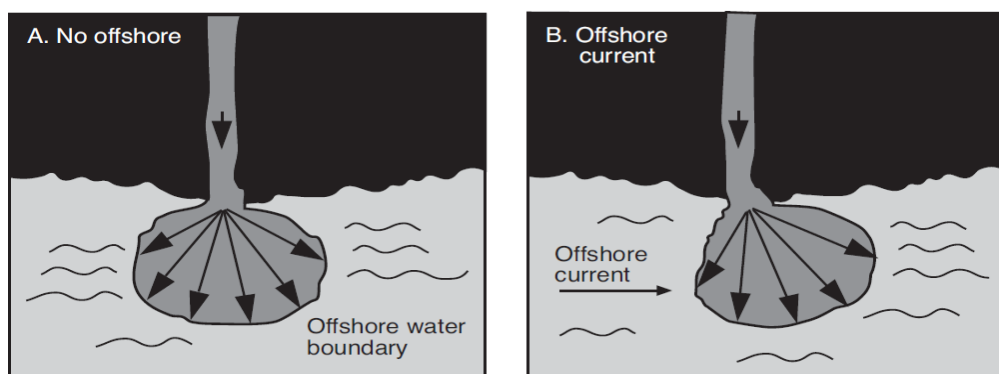 A. No offshore
Offshore water
boundary
B. Offshore
current
Offshore
current